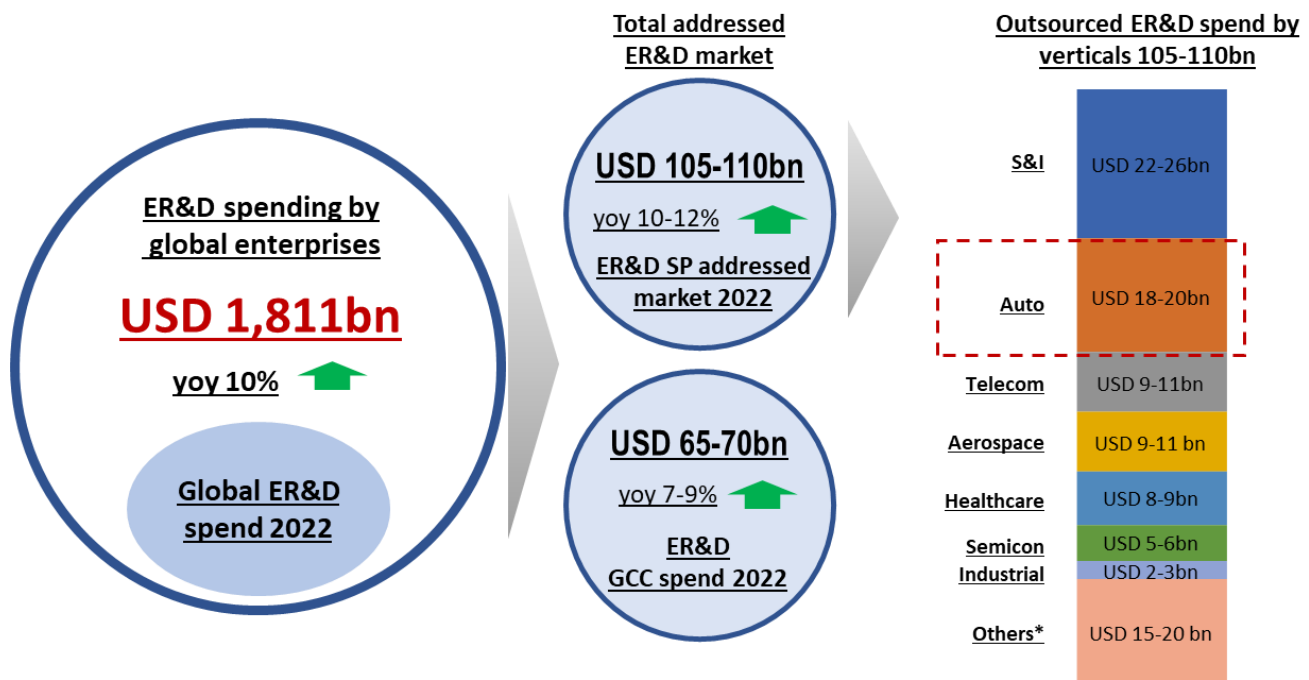 ER&D spending by
global enterprises
USD 1,811bn
yoy 10%
Global ER&D
spend 2022
Total addressed
ER&D market
USD 105-110bn
yoy 10-12%
ER&D SP addressed
market 2022
USD 65-70bn
yoy 7-9%
ER&D
GCC spend 2022
Outsourced ER&D spend by
verticals 105-110bn
S&I USD 22-26bn
Auto USD 18-20bn
Telecom USD 9-11bn
Aerospace USD 9-11 bn
Healthcare USD 8-9bn
Semicon USD 5-6bn
Industrial USD 2-3bn
Others* USD 15-20 bn